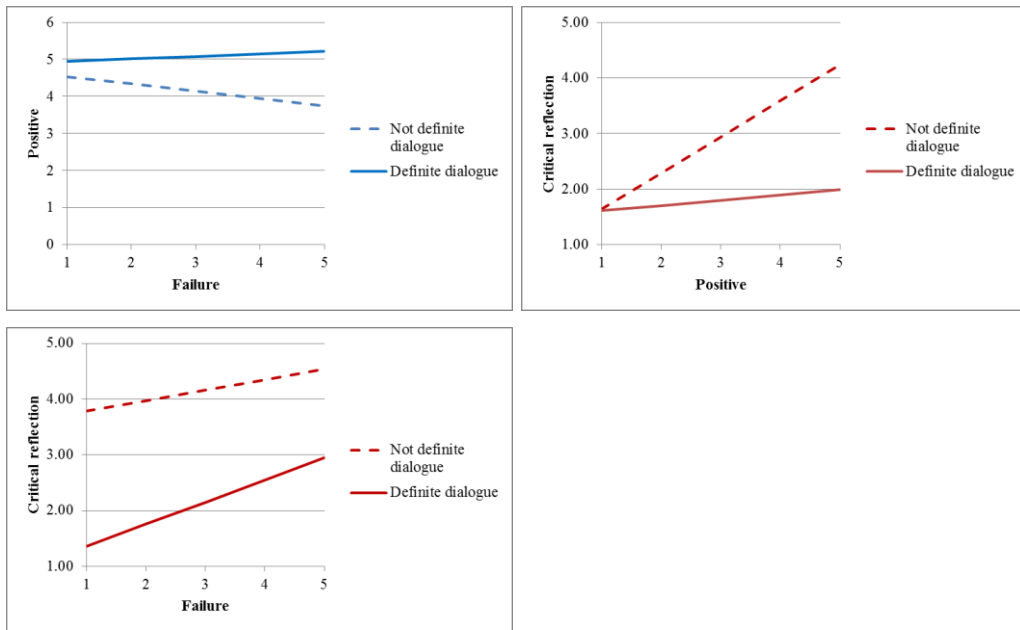 6
5
4
3
2
1
0
Positive
1 2 3 4 5
Failure
Not definite
dialogue
Definite dialogue
5.00
4.00
3.00
2.00
1.00
Critical reflection
1 2 3 4 5
Positive
Not definite
dialogue
Definite dialogue
5.00
4.00
3.00
2.00
1.00
Critical reflection
1 2 3 4 5
Failure
Not definite
dialogue
Definite dialogue